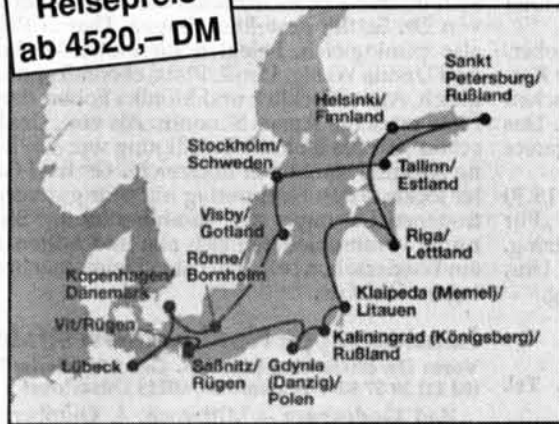 Reisepreis
ab 4520,– DM
Sankt
Petersburg/
Rußland
Helsinki/
Finnland
Stockholm/
Schweden
Tallinn/
Estland
Visby/
Gotland
Riga/
Lettland
Rönne/
Bornholm
Kopenhagen/
Dänemark
Klaipeda (Memel)/
Litauen
Vit/Rügen
Kaliningrad (Königsberg)/
Rußland
Lübeck
Saßnitz/
Rügen
Gdynia
(Danzig)/
Polen